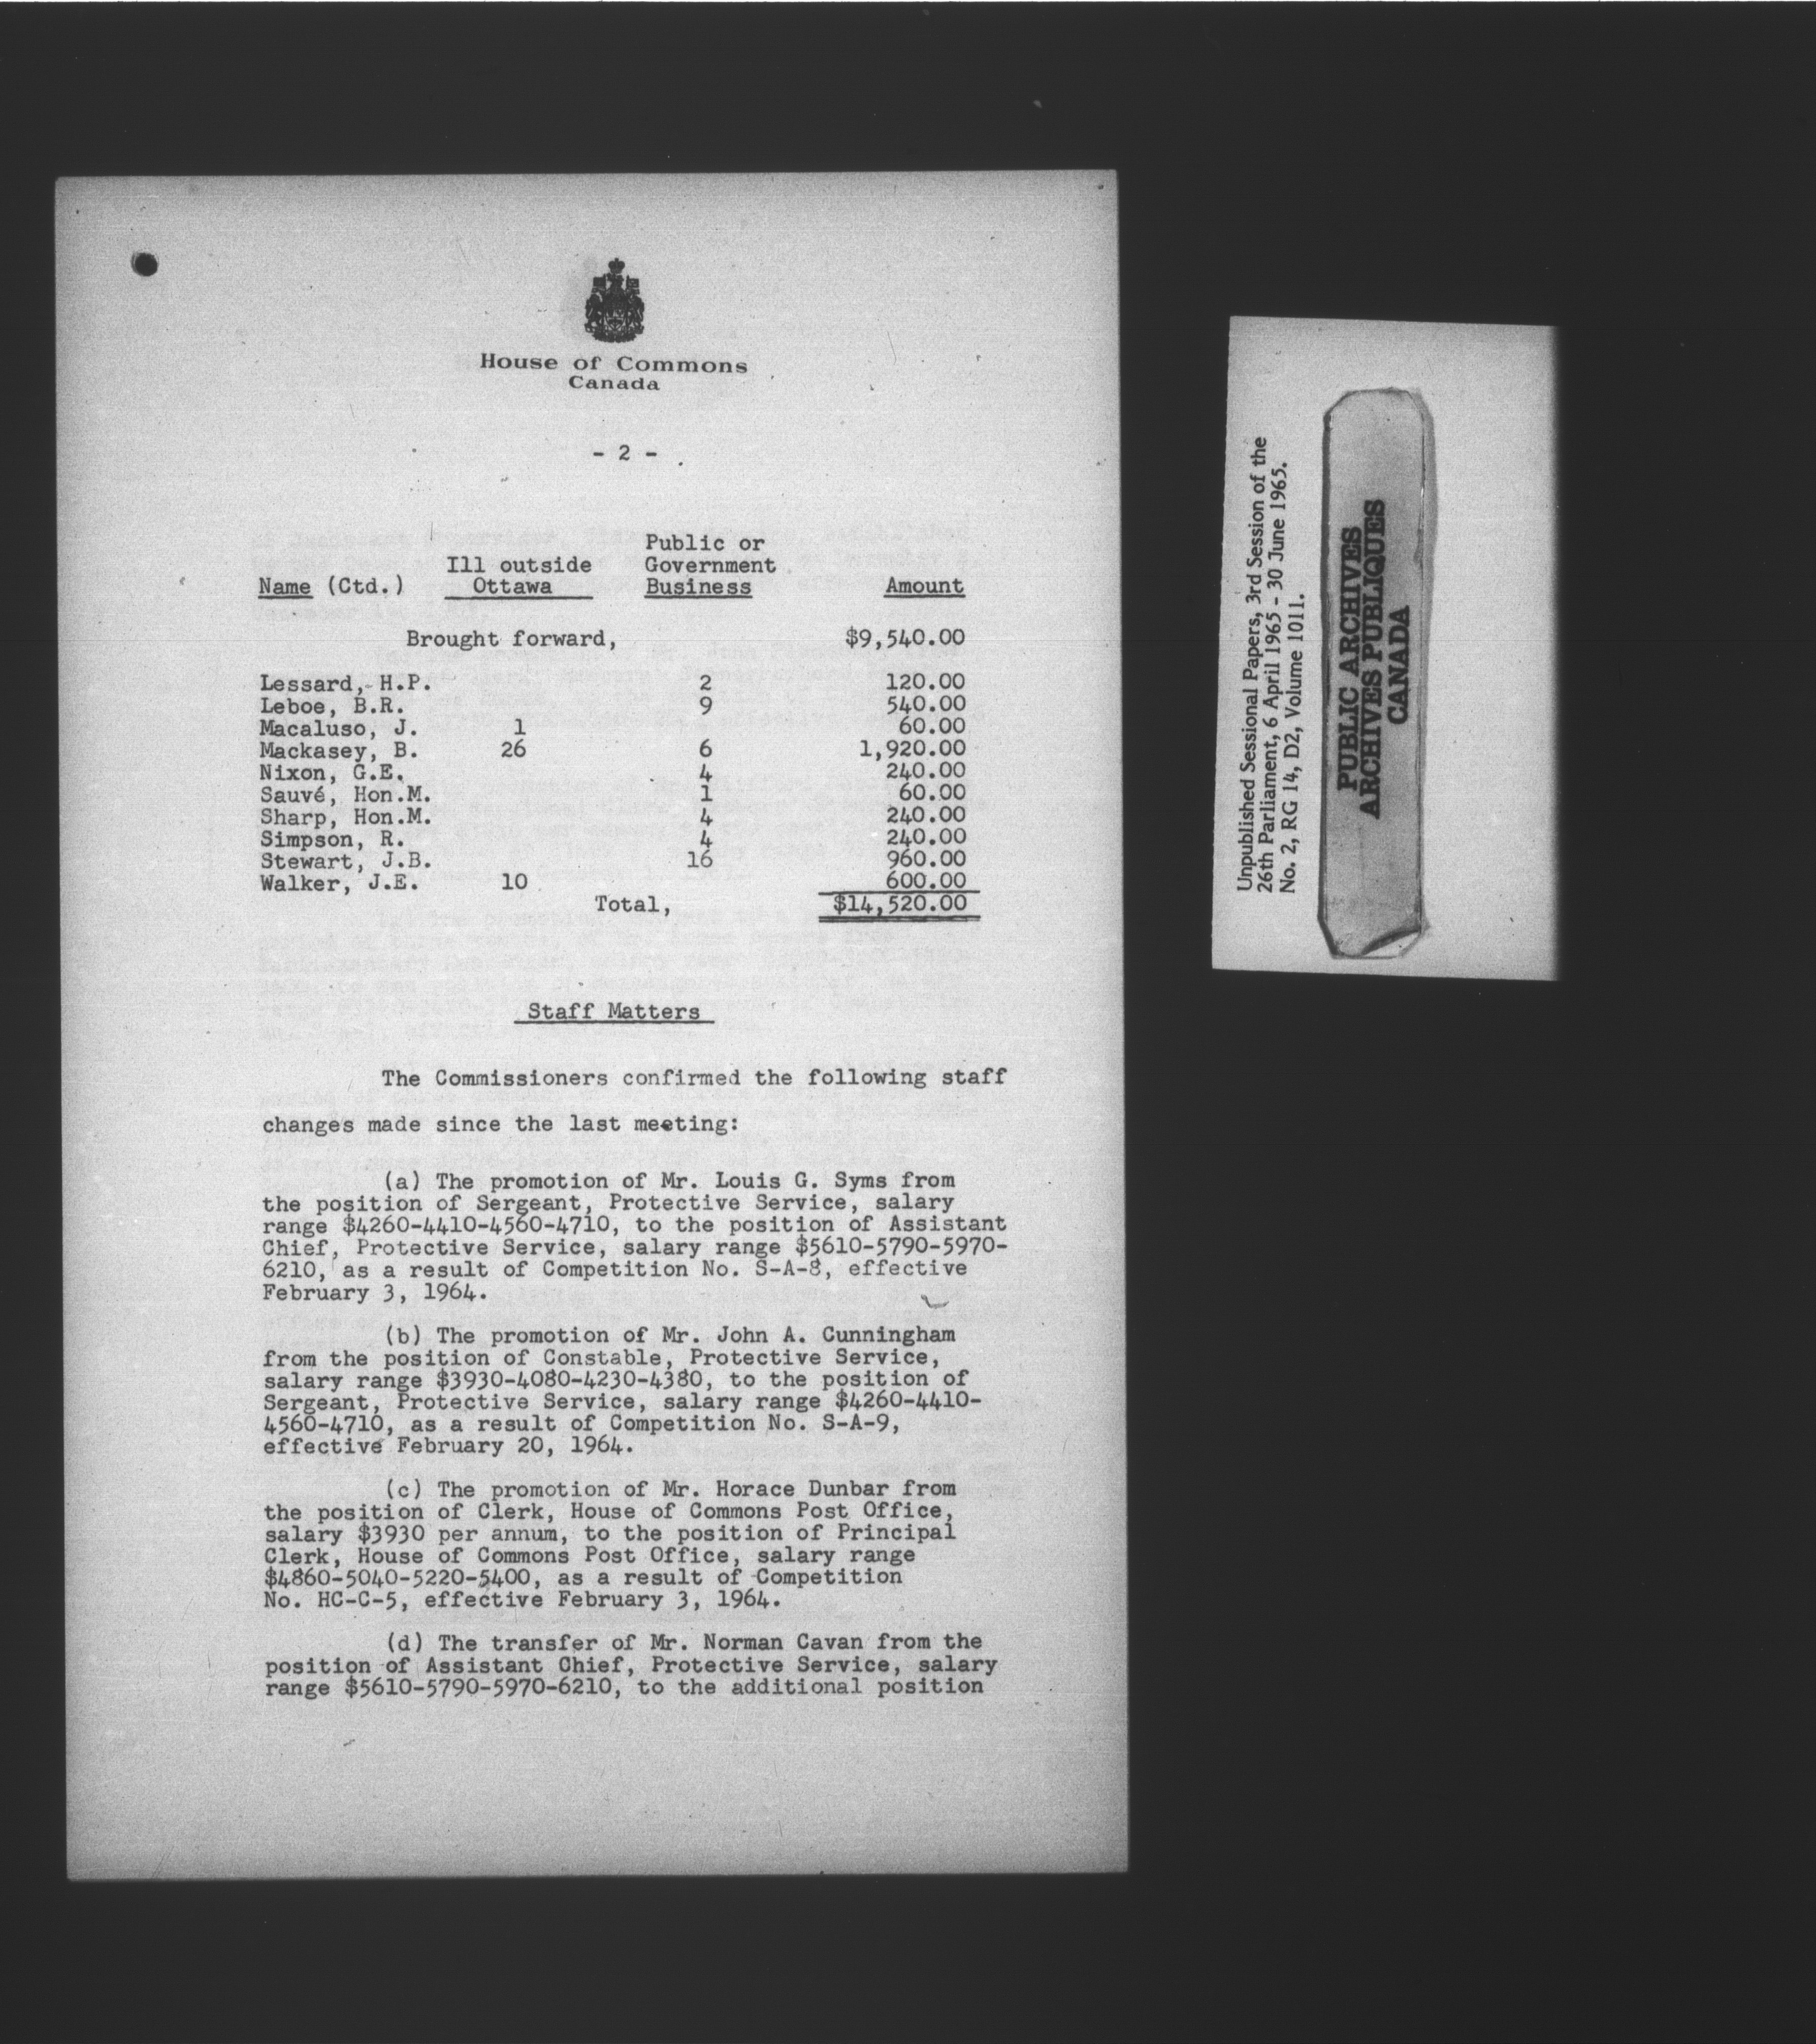 House of Commons
Canada
- 2 -
Public or
Ill outside Government
Name (Ctd.) Ottawa Business Amount
Brought forward, $9,540.00
Lessard, H.P. 2 120.00
Leboe, B.R. 9 540.00
Macaluso, J. 1 60.00
Mackasey, B. 26 6 1,920.00
Nixon, G.E. 4 240.00
Sauvé, Hon.M. 1 60.00
Sharp, Hon.M. 4 240.00
Simpson, R. 4 240.00
Stewart, J.B. 16 960.00
Walker, J.E. 10 600.00
Total, $14,520.00
Staff Matters
The Commissioners confirmed the following staff
changes made since the last meeting:
(a) The promotion of Mr. Louis G. Syms from
the position of Sergeant, Protective Service, salary
range $4260-4410-4560-4710, to the position of Assistant
Chief, Protective Service, salary range $5610-5790-5970-
6210, as a result of Competition No. S-A-8, effective
February 3, 1964.
(b) The promotion of Mr. John A. Cunningham
from the position of Constable, Protective Service,
salary range $3930-4080-4230-4380, to the position of
Sergeant, Protective Service, salary range $4260-4410-
4560-4710, as a result of Competition No. S-A-9,
effective February 20, 1964.
(c) The promotion of Mr. Horace Dunbar from
the position of Clerk, House of Commons Post Office,
salary $3930 per annum, to the position of Principal
Clerk, House of Commons Post Office, salary range
$4860-5040-5220-5400, as a result of Competition
No. HC-C-5, effective February 3, 1964.
(d) The transfer of Mr. Norman Cavan from the
position of Assistant Chief, Protective Service, salary
range $5610-5790-5970-6210, to the additional position
Unpublished Sessional Papers, 3rd Session of the
26th Parliament, 6 April 1965 - 30 June 1965.
No. 2, RG 14, D2, Volume 1011.
PUBLIC ARCHIVES
ARCHIVES PUBLIQUES
CANADA